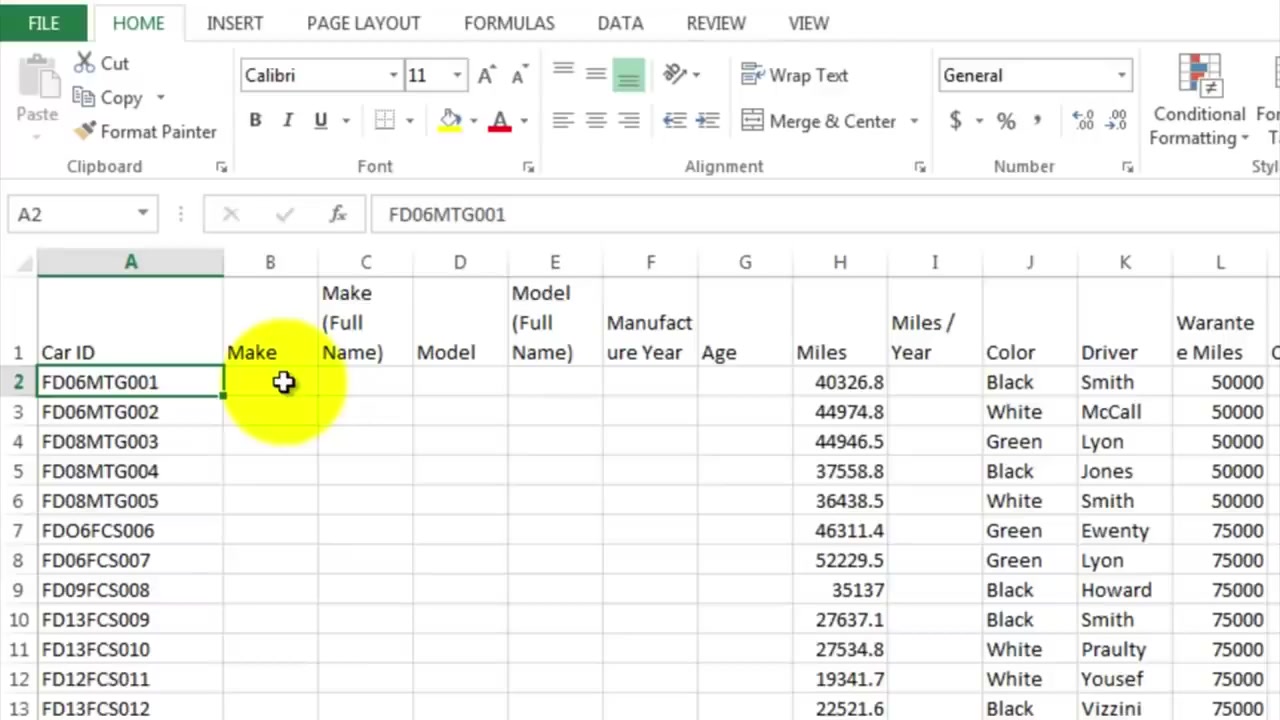 FILE HOME INSERT PAGE LAYOUT FORMULAS DATA REVIEW VIEW
Cut Calibri 11 Wrap Text General
Copy
Paste Format Painter B I U Merge & Center $ % Conditional
Formatting
Clipboard Font Alignment Number
A2 fx FD06MTG001
A B C D E F G H I J K L
1 Car ID Make Make (Full Name) Model Model (Full Name) Manufact ure Year Age Miles Miles / Year Color Driver Warante e Miles
2 FD06MTG001 40326.8 Black Smith 50000
3 FD06MTG002 44974.8 White McCall 50000
4 FD08MTG003 44946.5 Green Lyon 50000
5 FD08MTG004 37558.8 Black Jones 50000
6 FD08MTG005 36438.5 White Smith 50000
7 FDO6FCS006 46311.4 Green Ewenty 75000
8 FD06FCS007 52229.5 Green Lyon 75000
9 FD09FCS008 35137 Black Howard 75000
10 FD13FCS009 27637.1 Black Smith 75000
11 FD13FCS010 27534.8 White Praulty 75000
12 FD12FCS011 19341.7 White Yousef 75000
13 FD13FCS012 22521.6 Black Vizzini 75000